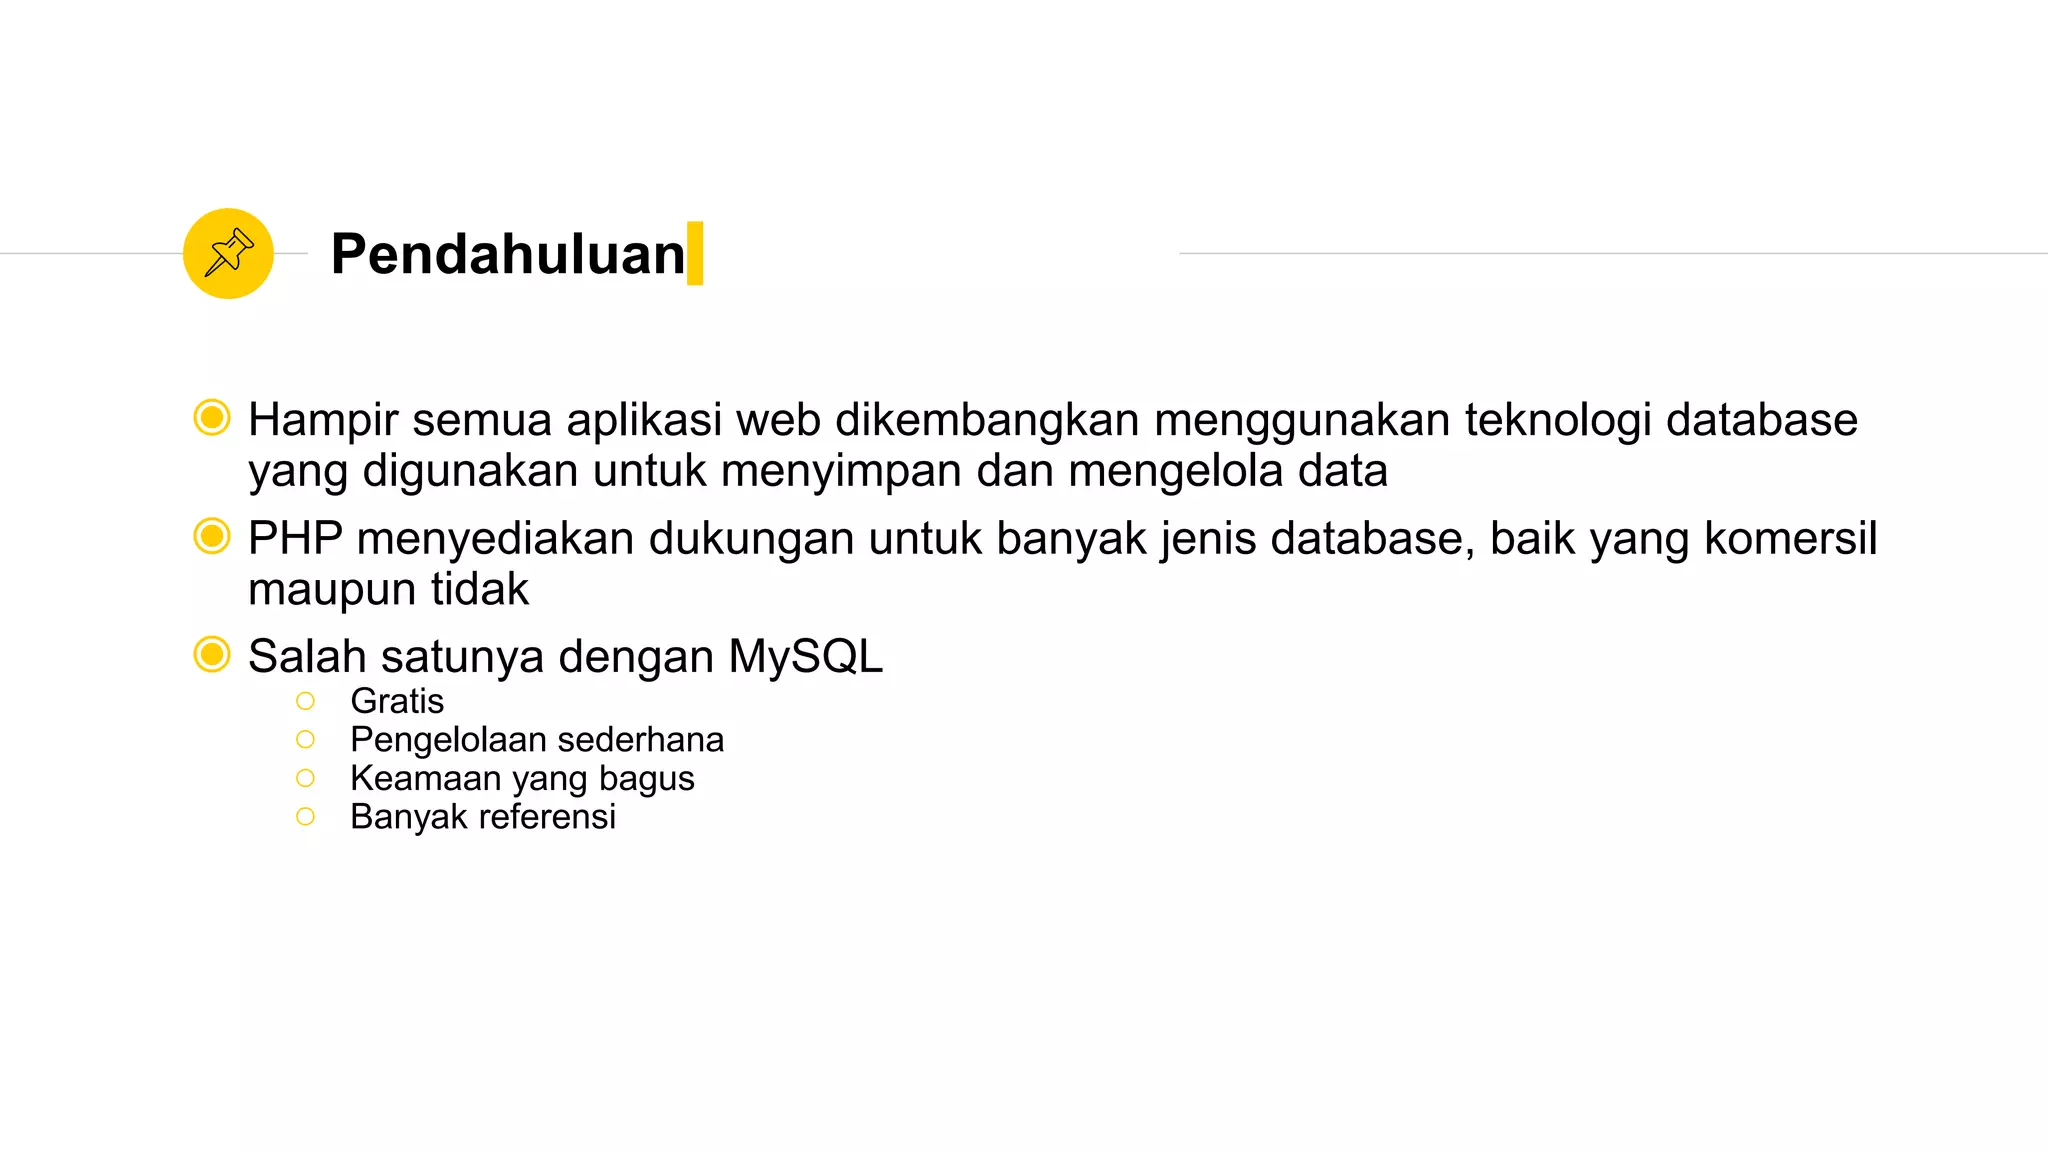 Pendahuluan
Hampir semua aplikasi web dikembangkan menggunakan teknologi database
yang digunakan untuk menyimpan dan mengelola data
PHP menyediakan dukungan untuk banyak jenis database, baik yang komersil
maupun tidak
Salah satunya dengan MySQL
Gratis
Pengelolaan sederhana
Keamaan yang bagus
Banyak referensi